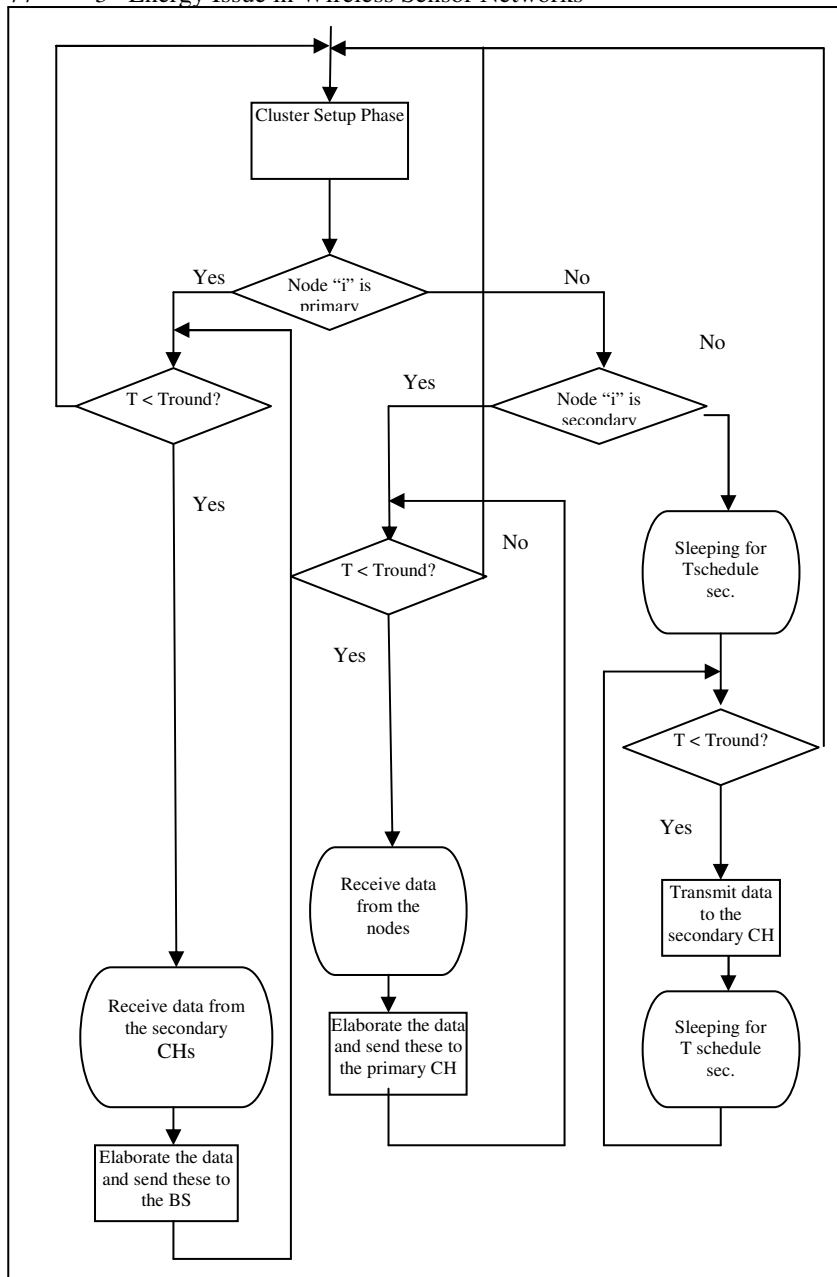 77 3 Energy Issue in Wireless Sensor Networks
Cluster Setup Phase
Yes
Node “i” is
primary
No
No
T < Tround?
Yes
Node “i” is
secondary
Yes
T < Tround?
No
Sleeping for
Tschedule
sec.
Yes
T < Tround?
Yes
Receive data
from the
nodes
Transmit data
to the
secondary CH
Receive data from
the secondary
CHs
Elaborate the data
and send these to
the primary CH
Sleeping for
T schedule
sec.
Elaborate the data
and send these to
the BS